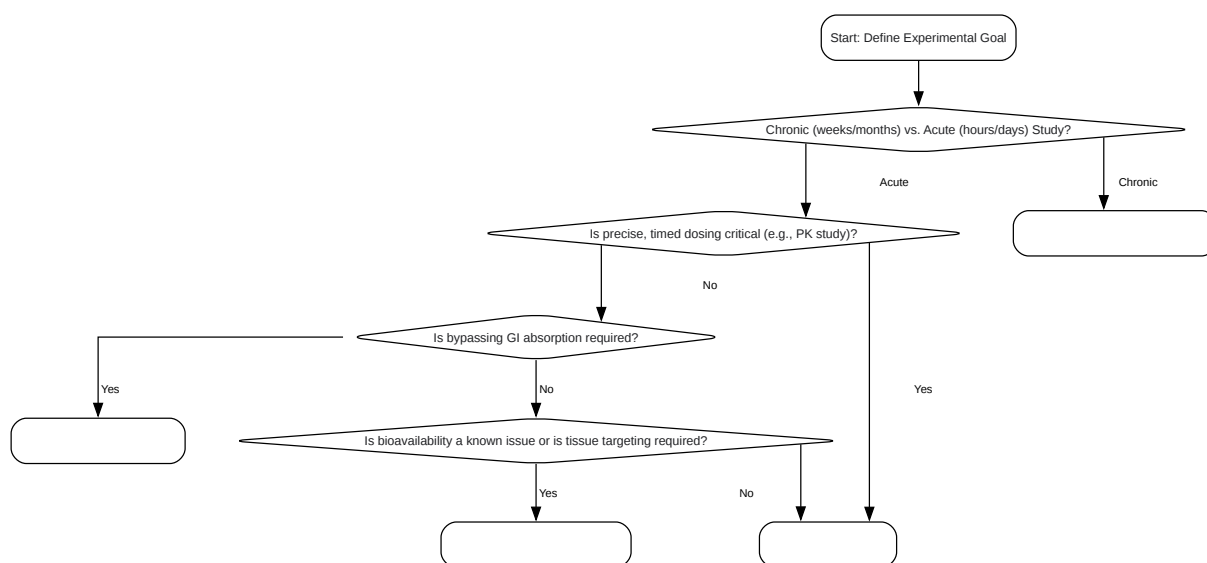 Start: Define Experimental Goal
Chronic (weeks/months) vs. Acute (hours/days) Study?
Acute
Chronic
Is precise, timed dosing critical (e.g., PK study)?
No
Is bypassing GI absorption required?
Yes
No
Yes
Is bioavailability a known issue or is tissue targeting required?
Yes
No